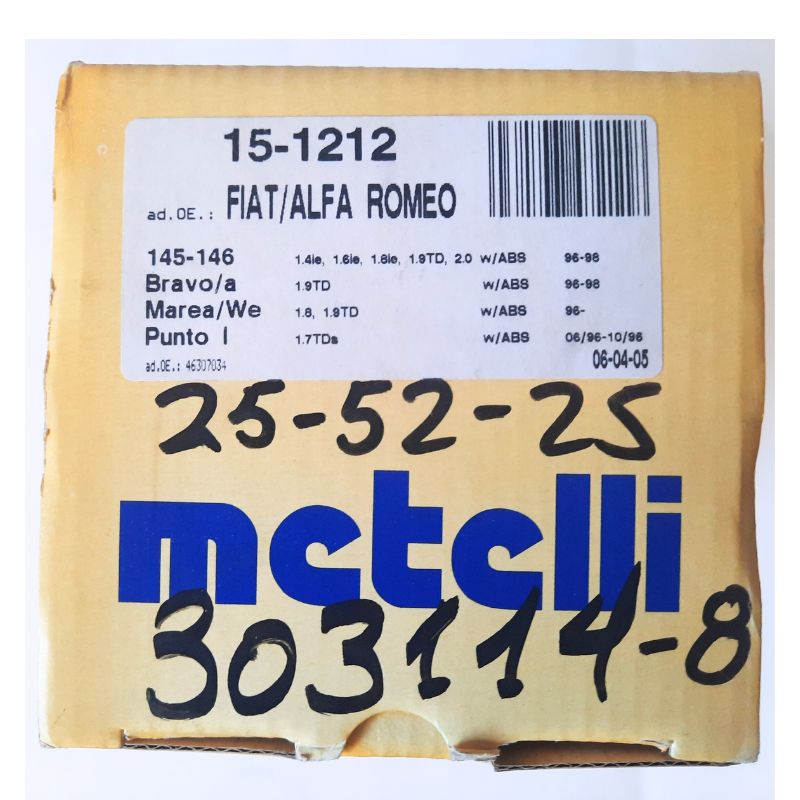 15-1212
ad.OE.: FIAT/ALFA ROMEO
145-146 1.4ie, 1.6ie, 1.8ie, 1.9TD, 2.0 w/ABS 96-98
Bravo/a 1.9TD w/ABS 96-98
Marea/We 1.8, 1.9TD w/ABS 96-
Punto I 1.7TDs w/ABS 06/96-10/96
ad.OE.: 46307034 06-04-05
25-52-25
metelli
303114-8